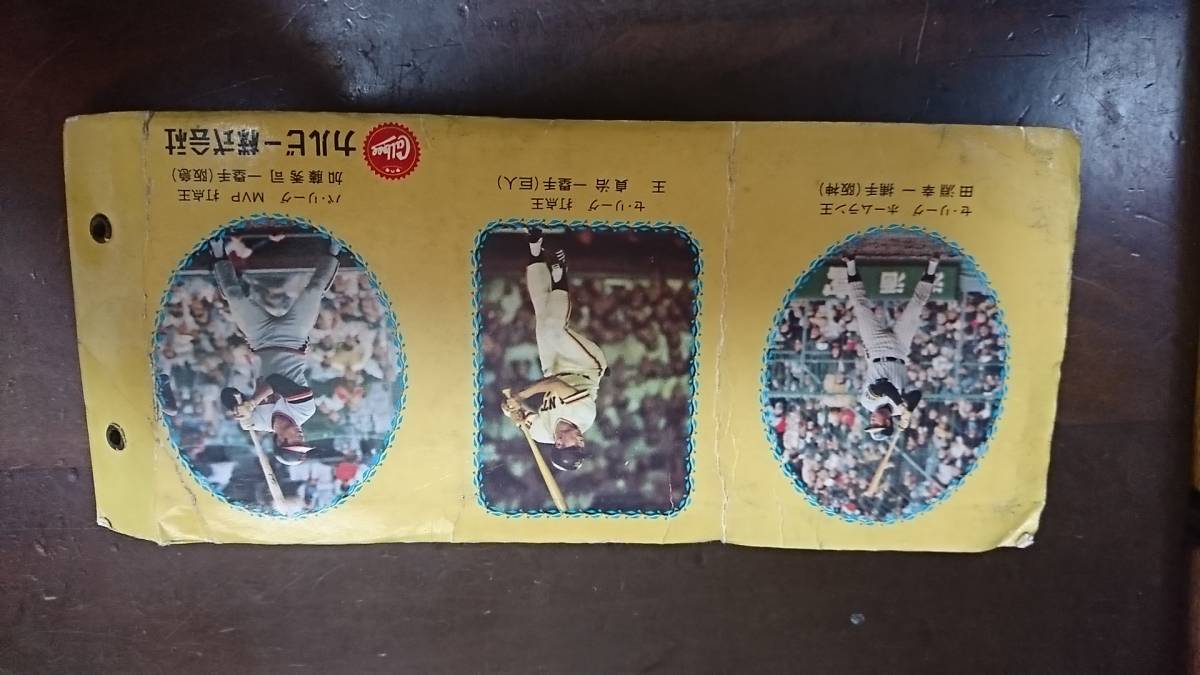 セ・リーグ ホームラン王
田淵幸一捕手(阪神)
セ・リーグ 打点王
王 貞治一塁手(巨人)
パ・リーグ MVP 打点王
加藤秀司一塁手(阪急)
Calbee
カルビー株式会社
NT
酒